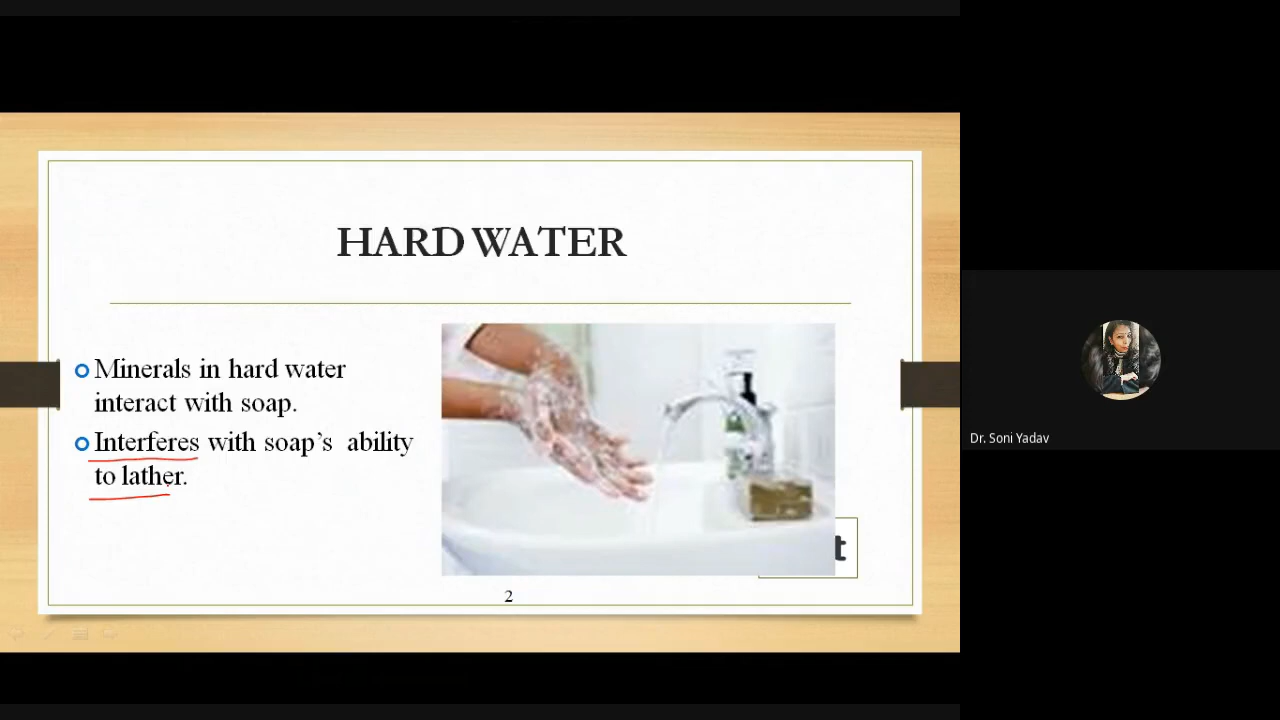 HARD WATER
Minerals in hard water
interact with soap.
Interferes with soap's ability
to lather.
t
2
Dr. Soni Yadav